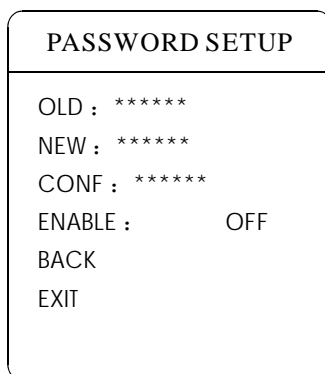 PASSWORD SETUP
OLD： ******
NEW： ******
CONF： ******
ENABLE： OFF
BACK
EXIT